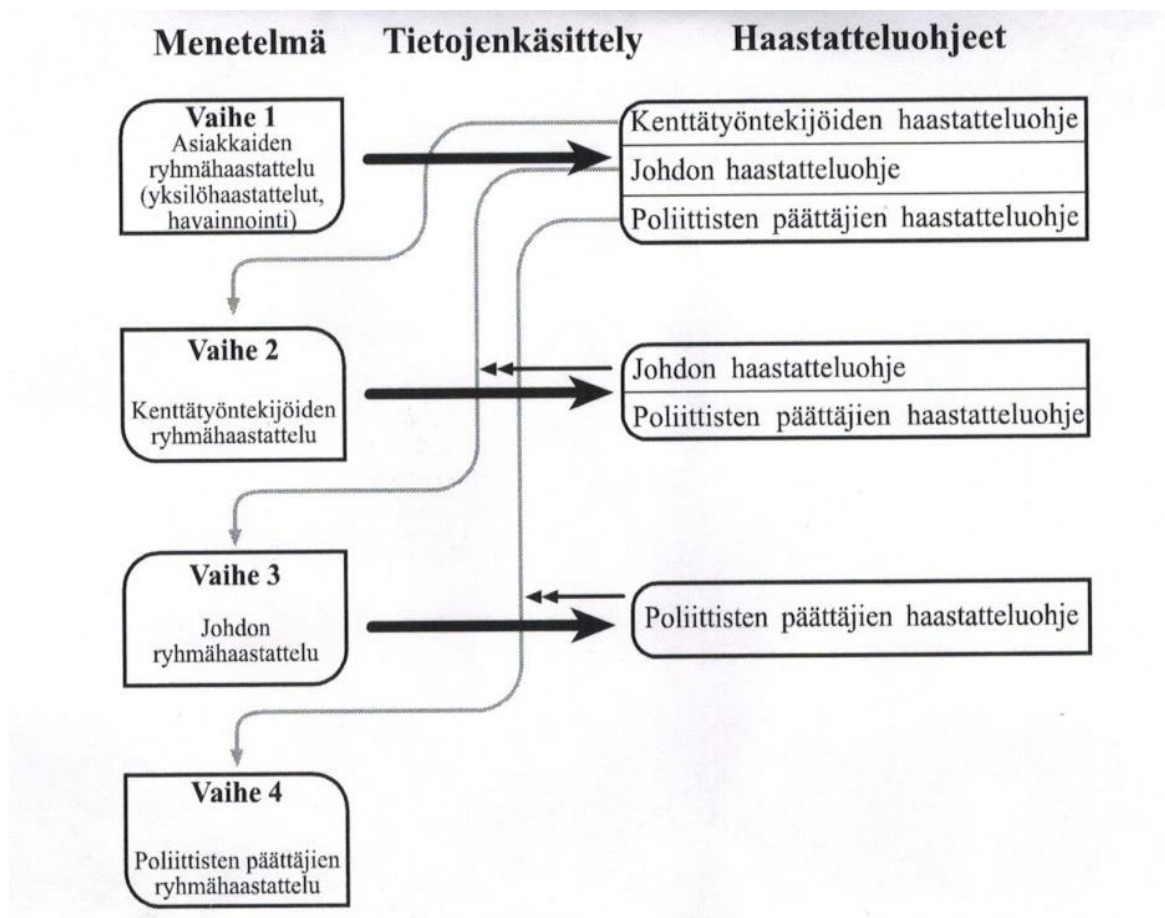 Menetelmä Tietojenkäsittely Haastatteluohjeet
Vaihe 1
Asiakkaiden
ryhmähaastattelu
(yksilöhaastattelut,
havainnointi)
Kenttätyöntekijöiden haastatteluohje
Johdon haastatteluohje
Poliittisten päättäjien haastatteluohje
Vaihe 2
Kenttätyöntekijöiden
ryhmähaastattelu
Johdon haastatteluohje
Poliittisten päättäjien haastatteluohje
Vaihe 3
Johdon
ryhmähaastattelu
Poliittisten päättäjien haastatteluohje
Vaihe 4
Poliittisten päättäjien
ryhmähaastattelu